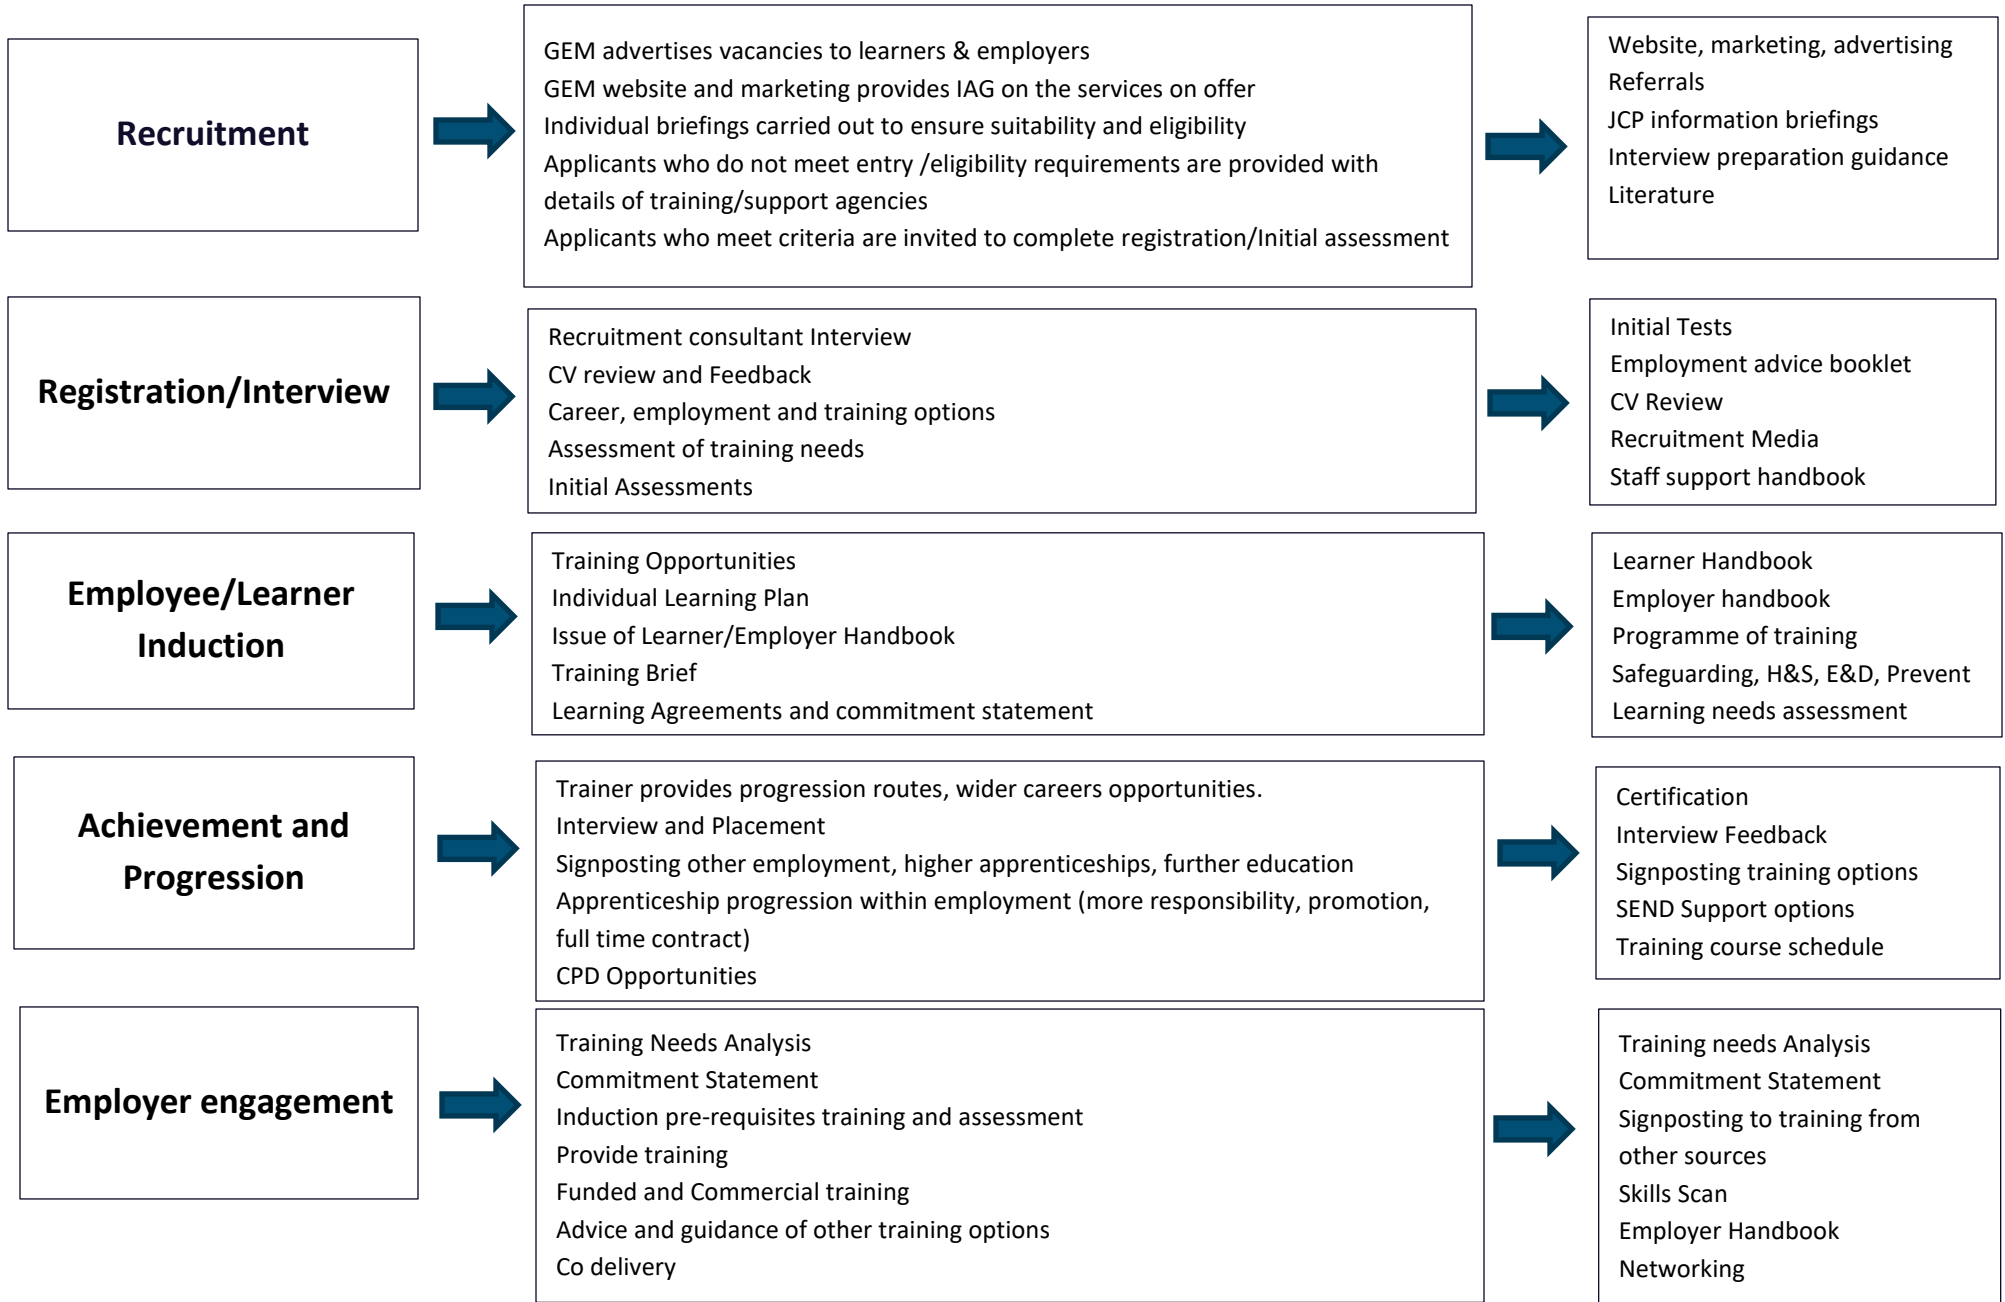 Recruitment
GEM advertises vacancies to learners & employers
GEM website and marketing provides IAG on the services on offer
Individual briefings carried out to ensure suitability and eligibility
Applicants who do not meet entry /eligibility requirements are provided with
details of training/support agencies
Applicants who meet criteria are invited to complete registration/Initial assessment
Website, marketing, advertising
Referrals
JCP information briefings
Interview preparation guidance
Literature
Registration/Interview
Recruitment consultant Interview
CV review and Feedback
Career, employment and training options
Assessment of training needs
Initial Assessments
Initial Tests
Employment advice booklet
CV Review
Recruitment Media
Staff support handbook
Employee/Learner
Induction
Training Opportunities
Individual Learning Plan
Issue of Learner/Employer Handbook
Training Brief
Learning Agreements and commitment statement
Learner Handbook
Employer handbook
Programme of training
Safeguarding, H&S, E&D, Prevent
Learning needs assessment
Achievement and
Progression
Trainer provides progression routes, wider careers opportunities.
Interview and Placement
Signposting other employment, higher apprenticeships, further education
Apprenticeship progression within employment (more responsibility, promotion,
full time contract)
CPD Opportunities
Certification
Interview Feedback
Signposting training options
SEND Support options
Training course schedule
Employer engagement
Training Needs Analysis
Commitment Statement
Induction pre-requisites training and assessment
Provide training
Funded and Commercial training
Advice and guidance of other training options
Co delivery
Training needs Analysis
Commitment Statement
Signposting to training from
other sources
Skills Scan
Employer Handbook
Networking